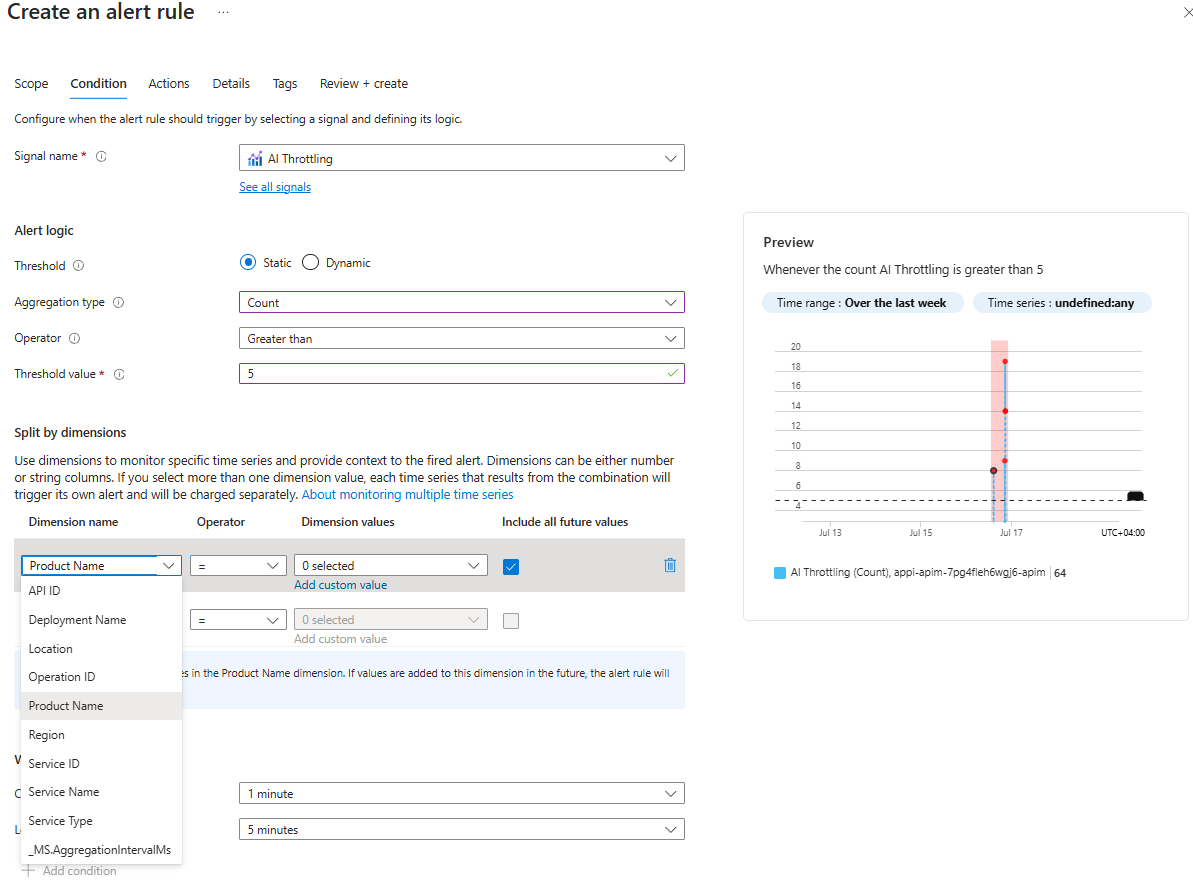 Create an alert rule ...
Scope Condition Actions Details Tags Review + create
Configure when the alert rule should trigger by selecting a signal and defining its logic.
Signal name *
AI Throttling
See all signals
Alert logic
Threshold
Static Dynamic
Aggregation type
Count
Operator
Greater than
Threshold value *
5
Split by dimensions
Use dimensions to monitor specific time series and provide context to the fired alert. Dimensions can be either number
or string columns. If you select more than one dimension value, each time series that results from the combination will
trigger its own alert and will be charged separately. About monitoring multiple time series
Dimension name Operator Dimension values Include all future values
Product Name = 0 selected
Add custom value
API ID
Deployment Name = 0 selected
Add custom value
Location
Operation ID
in the Product Name dimension. If values are added to this dimension in the future, the alert rule will
Product Name
Region
Service ID
Service Name
1 minute
Service Type
5 minutes
_MS.AggregationIntervalMs
Add condition
Preview
Whenever the count AI Throttling is greater than 5
Time range : Over the last week Time series : undefined:any
20
18
16
14
12
10
8
6
4
Jul 13 Jul 15 Jul 17 UTC+04:00
AI Throttling (Count), appi-apim-7pg4fleh6wgj6-apim | 64